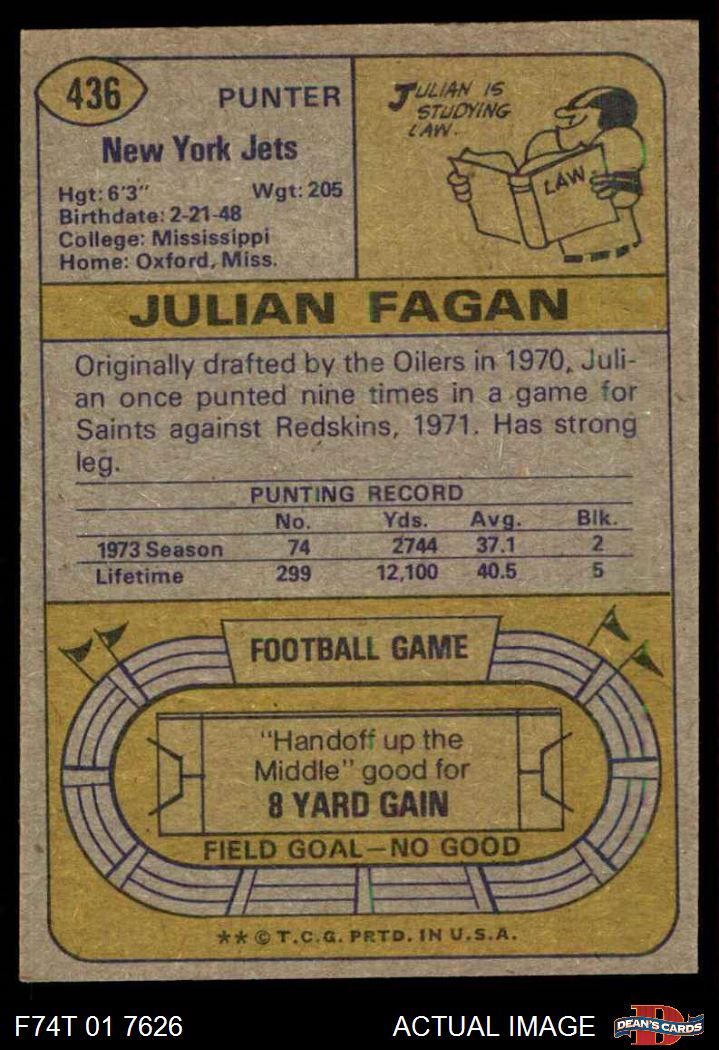 436
PUNTER
New York Jets
Hgt: 6'3" Wgt: 205
Birthdate: 2-21-48
College: Mississippi
Home: Oxford, Miss.
JULIAN IS
STUDYING
LAW.
LAW
JULIAN FAGAN
Originally drafted by the Oilers in 1970, Juli-
an once punted nine times in a game for
Saints against Redskins, 1971. Has strong
leg.
PUNTING RECORD
No. Yds. Avg. Blk.
1973 Season 74 2744 37.1 2
Lifetime 299 12,100 40.5 5
FOOTBALL GAME
"Handoff up the
Middle" good for
8 YARD GAIN
FIELD GOAL—NO GOOD
** © T.C.G. PRTD. IN U.S.A.
F74T 01 7626 ACTUAL IMAGE
D
DEAN'S CARDS